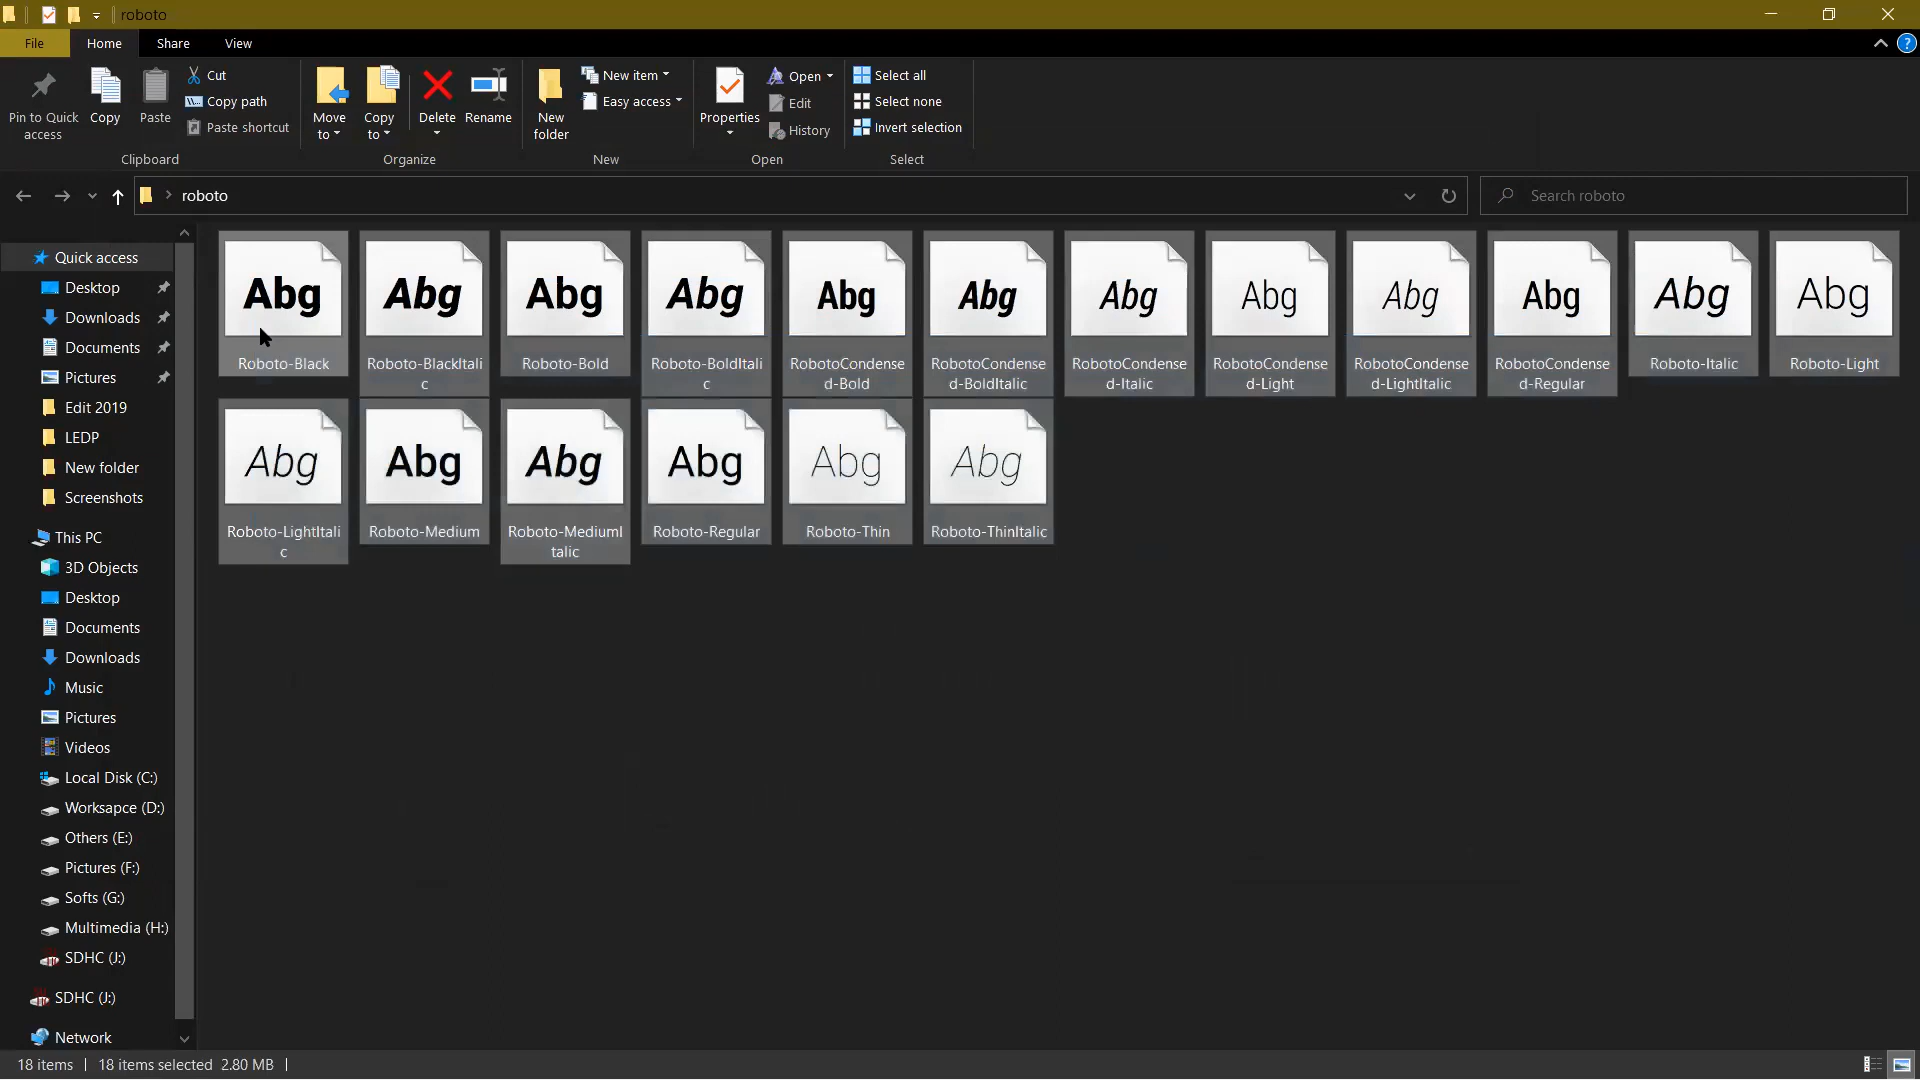 roboto
File
Home
Share
View
Pin to Quick
access
Copy
Paste
Cut
Copy path
Paste shortcut
Clipboard
Move
to
Copy
to
Delete
Rename
Organize
New
folder
New item
Easy access
New
Properties
Open
Edit
History
Open
Select all
Select none
Invert selection
Select
roboto
Search roboto
Quick access
Desktop
Downloads
Documents
Pictures
Edit 2019
LEDP
New folder
Screenshots
This PC
3D Objects
Desktop
Documents
Downloads
Music
Pictures
Videos
Local Disk (C:)
Worksapce (D:)
Others (E:)
Pictures (F:)
Softs (G:)
Multimedia (H:)
SDHC (J:)
SDHC (J:)
Network
Abg
Roboto-Black
Abg
Roboto-BlackItali
c
Abg
Roboto-Bold
Abg
Roboto-BoldItali
c
Abg
RobotoCondense
d-Bold
Abg
RobotoCondense
d-BoldItalic
Abg
RobotoCondense
d-Italic
Abg
RobotoCondense
d-Light
Abg
RobotoCondense
d-LightItalic
Abg
RobotoCondense
d-Regular
Abg
Roboto-Italic
Abg
Roboto-Light
Abg
Roboto-LightItali
c
Abg
Roboto-Medium
Abg
Roboto-MediumI
talic
Abg
Roboto-Regular
Abg
Roboto-Thin
Abg
Roboto-ThinItalic
18 items
18 items selected 2.80 MB